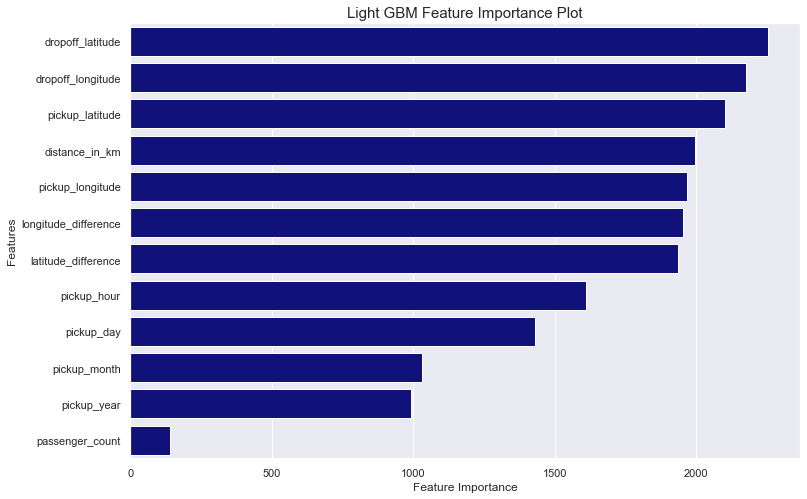 Light GBM Feature Importance Plot
Features
dropoff_latitude
dropoff_longitude
pickup_latitude
distance_in_km
pickup_longitude
longitude_difference
latitude_difference
pickup_hour
pickup_day
pickup_month
pickup_year
passenger_count
0 500 1000 1500 2000
Feature Importance